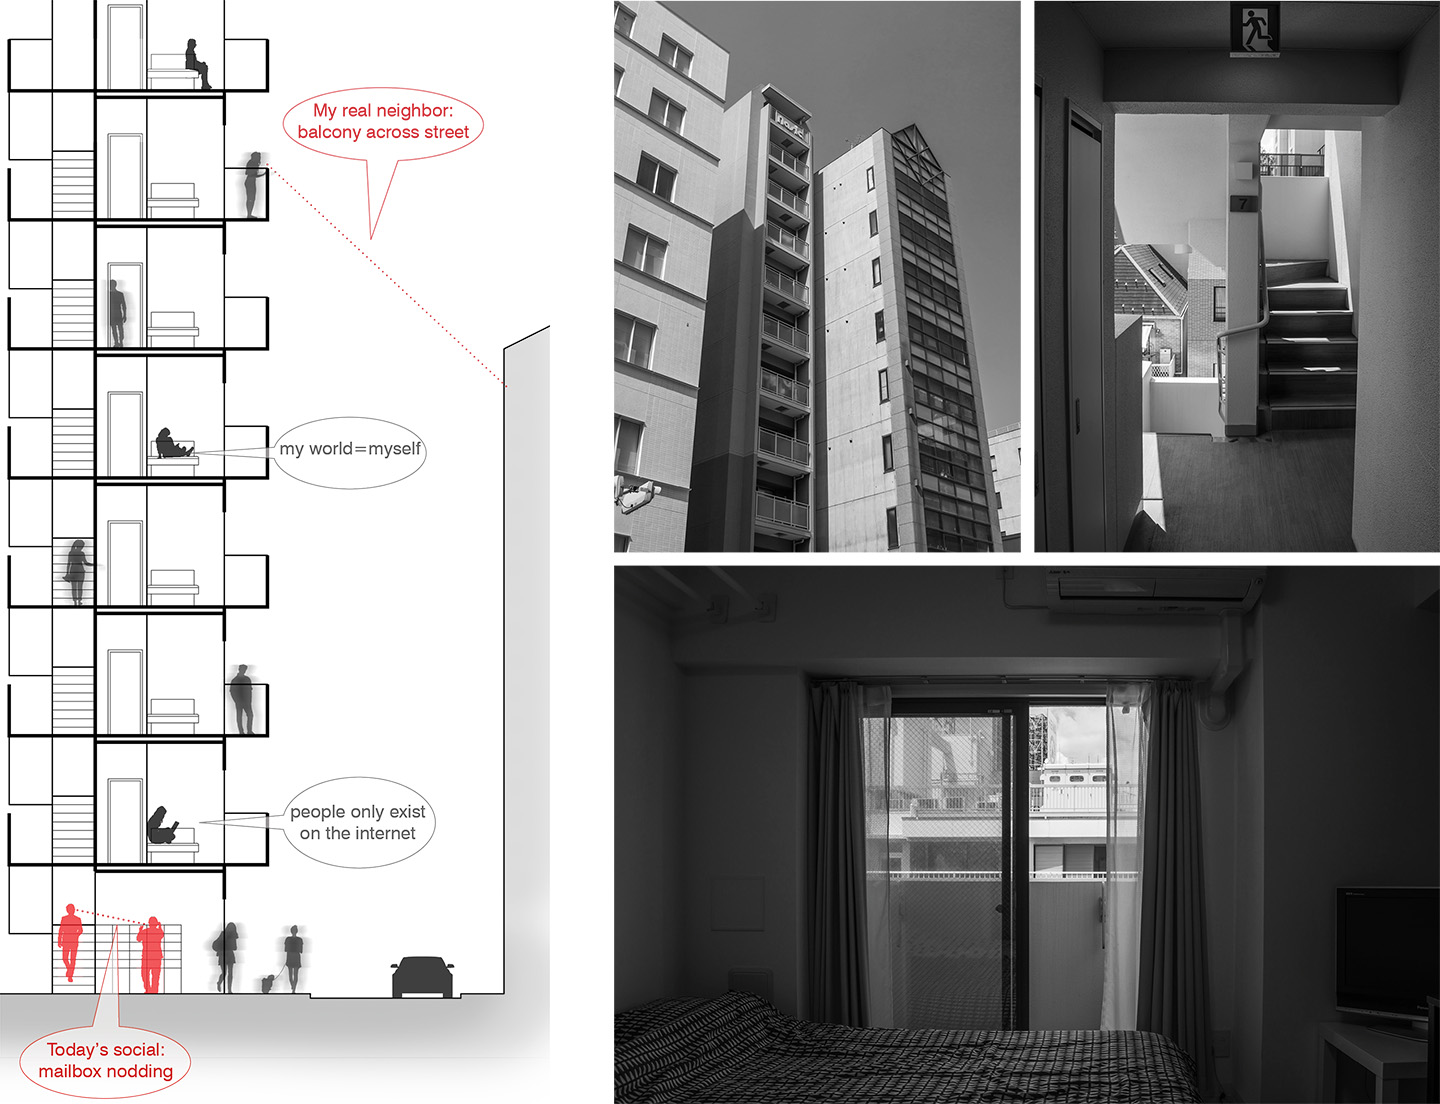 My real neighbor:
balcony across street
my world=myself
people only exist
on the internet
Today's social:
mailbox nodding
7